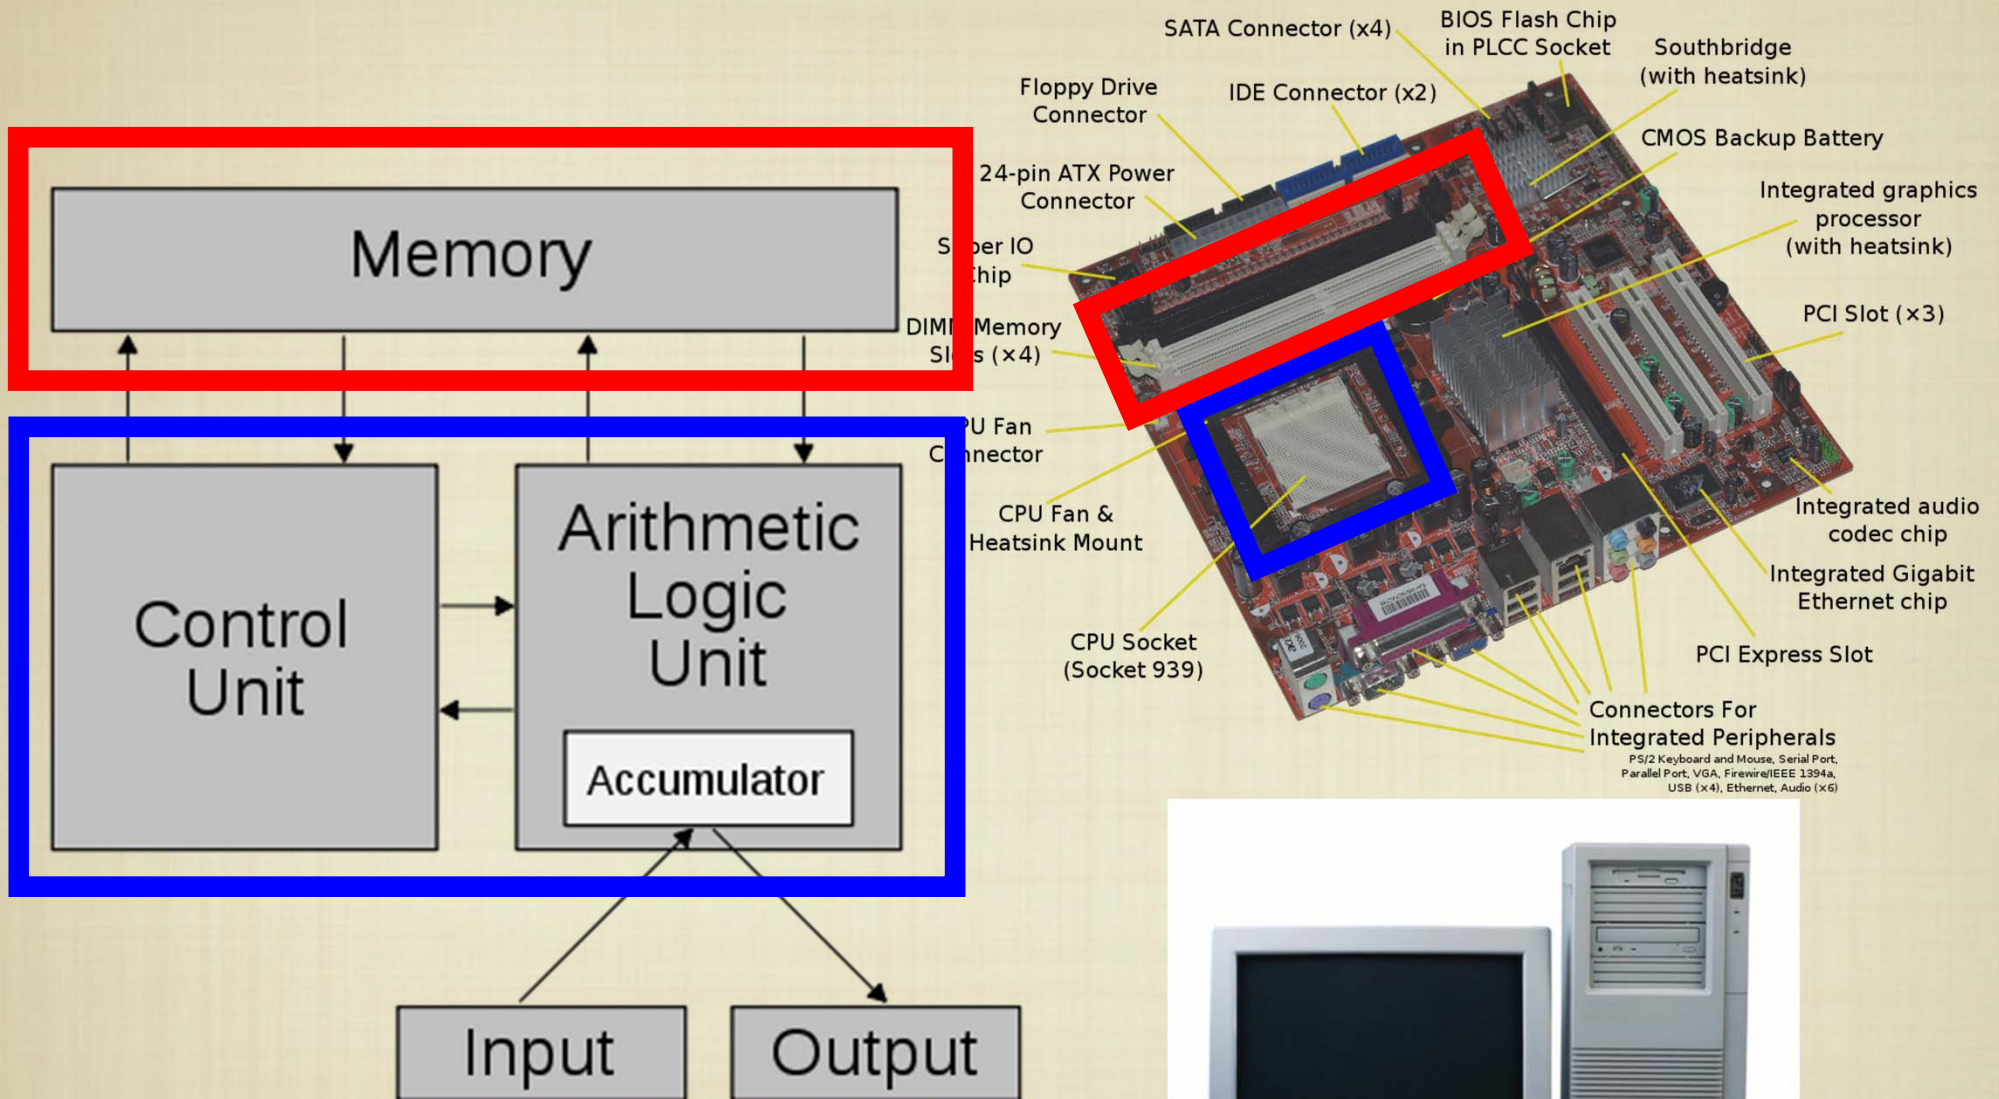 Memory
Control
Unit
Arithmetic
Logic
Unit
Accumulator
Input
Output
SATA Connector (x4)
BIOS Flash Chip
in PLCC Socket
Southbridge
(with heatsink)
Floppy Drive
Connector
IDE Connector (x2)
CMOS Backup Battery
24-pin ATX Power
Connector
Integrated graphics
processor
(with heatsink)
IO
Memory
(×4)
PCI Slot (×3)
Fan
CPU Fan &
Heatsink Mount
Integrated audio
codec chip
Integrated Gigabit
Ethernet chip
CPU Socket
(Socket 939)
PCI Express Slot
Connectors For
Integrated Peripherals
PS/2 Keyboard and Mouse, Serial Port,
Parallel Port, VGA, Firewire/IEEE 1394a,
USB (×4), Ethernet, Audio (×6)